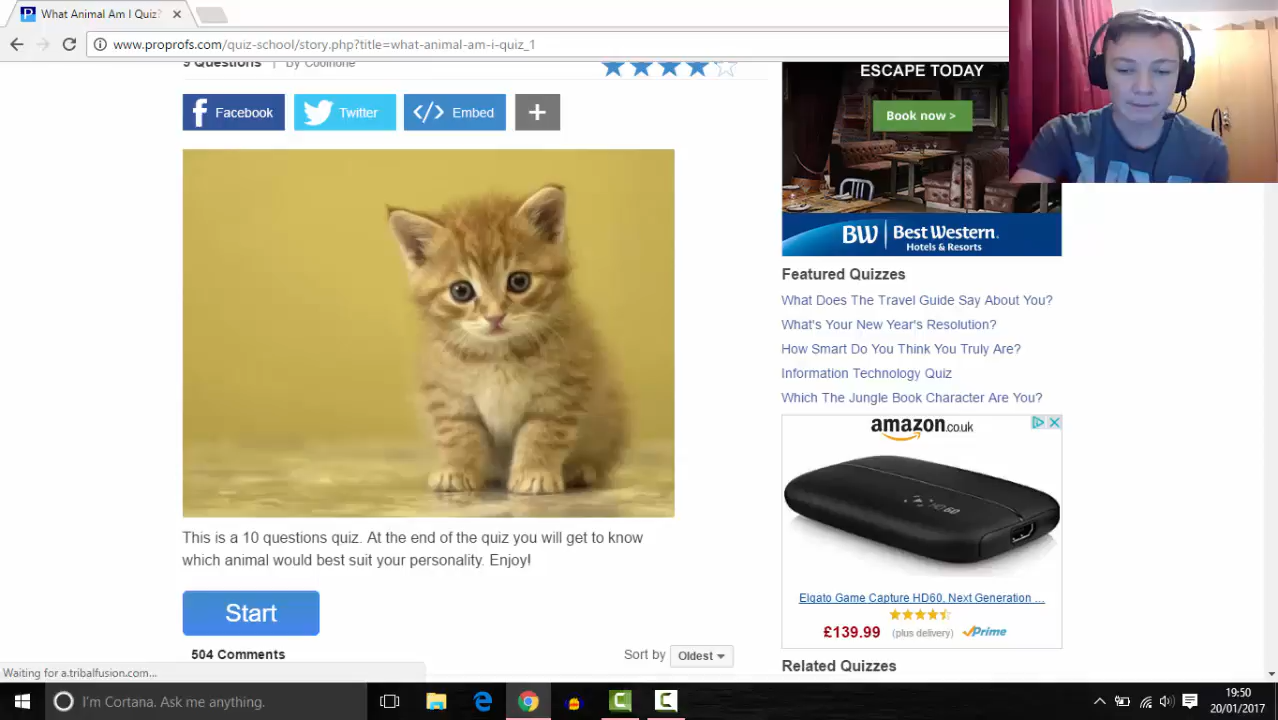 What Animal Am I Quiz?
www.proprofs.com/quiz-school/story.php?title=what-animal-am-i-quiz_1
9 Questions | By Coolhone
Facebook
Twitter
Embed
+
This is a 10 questions quiz. At the end of the quiz you will get to know
which animal would best suit your personality. Enjoy!
Start
504 Comments
Sort by Oldest
ESCAPE TODAY
Book now >
BW Best Western.
Hotels & Resorts
Featured Quizzes
What Does The Travel Guide Say About You?
What's Your New Year's Resolution?
How Smart Do You Think You Truly Are?
Information Technology Quiz
Which The Jungle Book Character Are You?
amazon.co.uk
HD60
Elgato Game Capture HD60, Next Generation ...
£139.99 (plus delivery) Prime
Related Quizzes
Waiting for a.tribalfusion.com...
I'm Cortana. Ask me anything.
19:50
20/01/2017